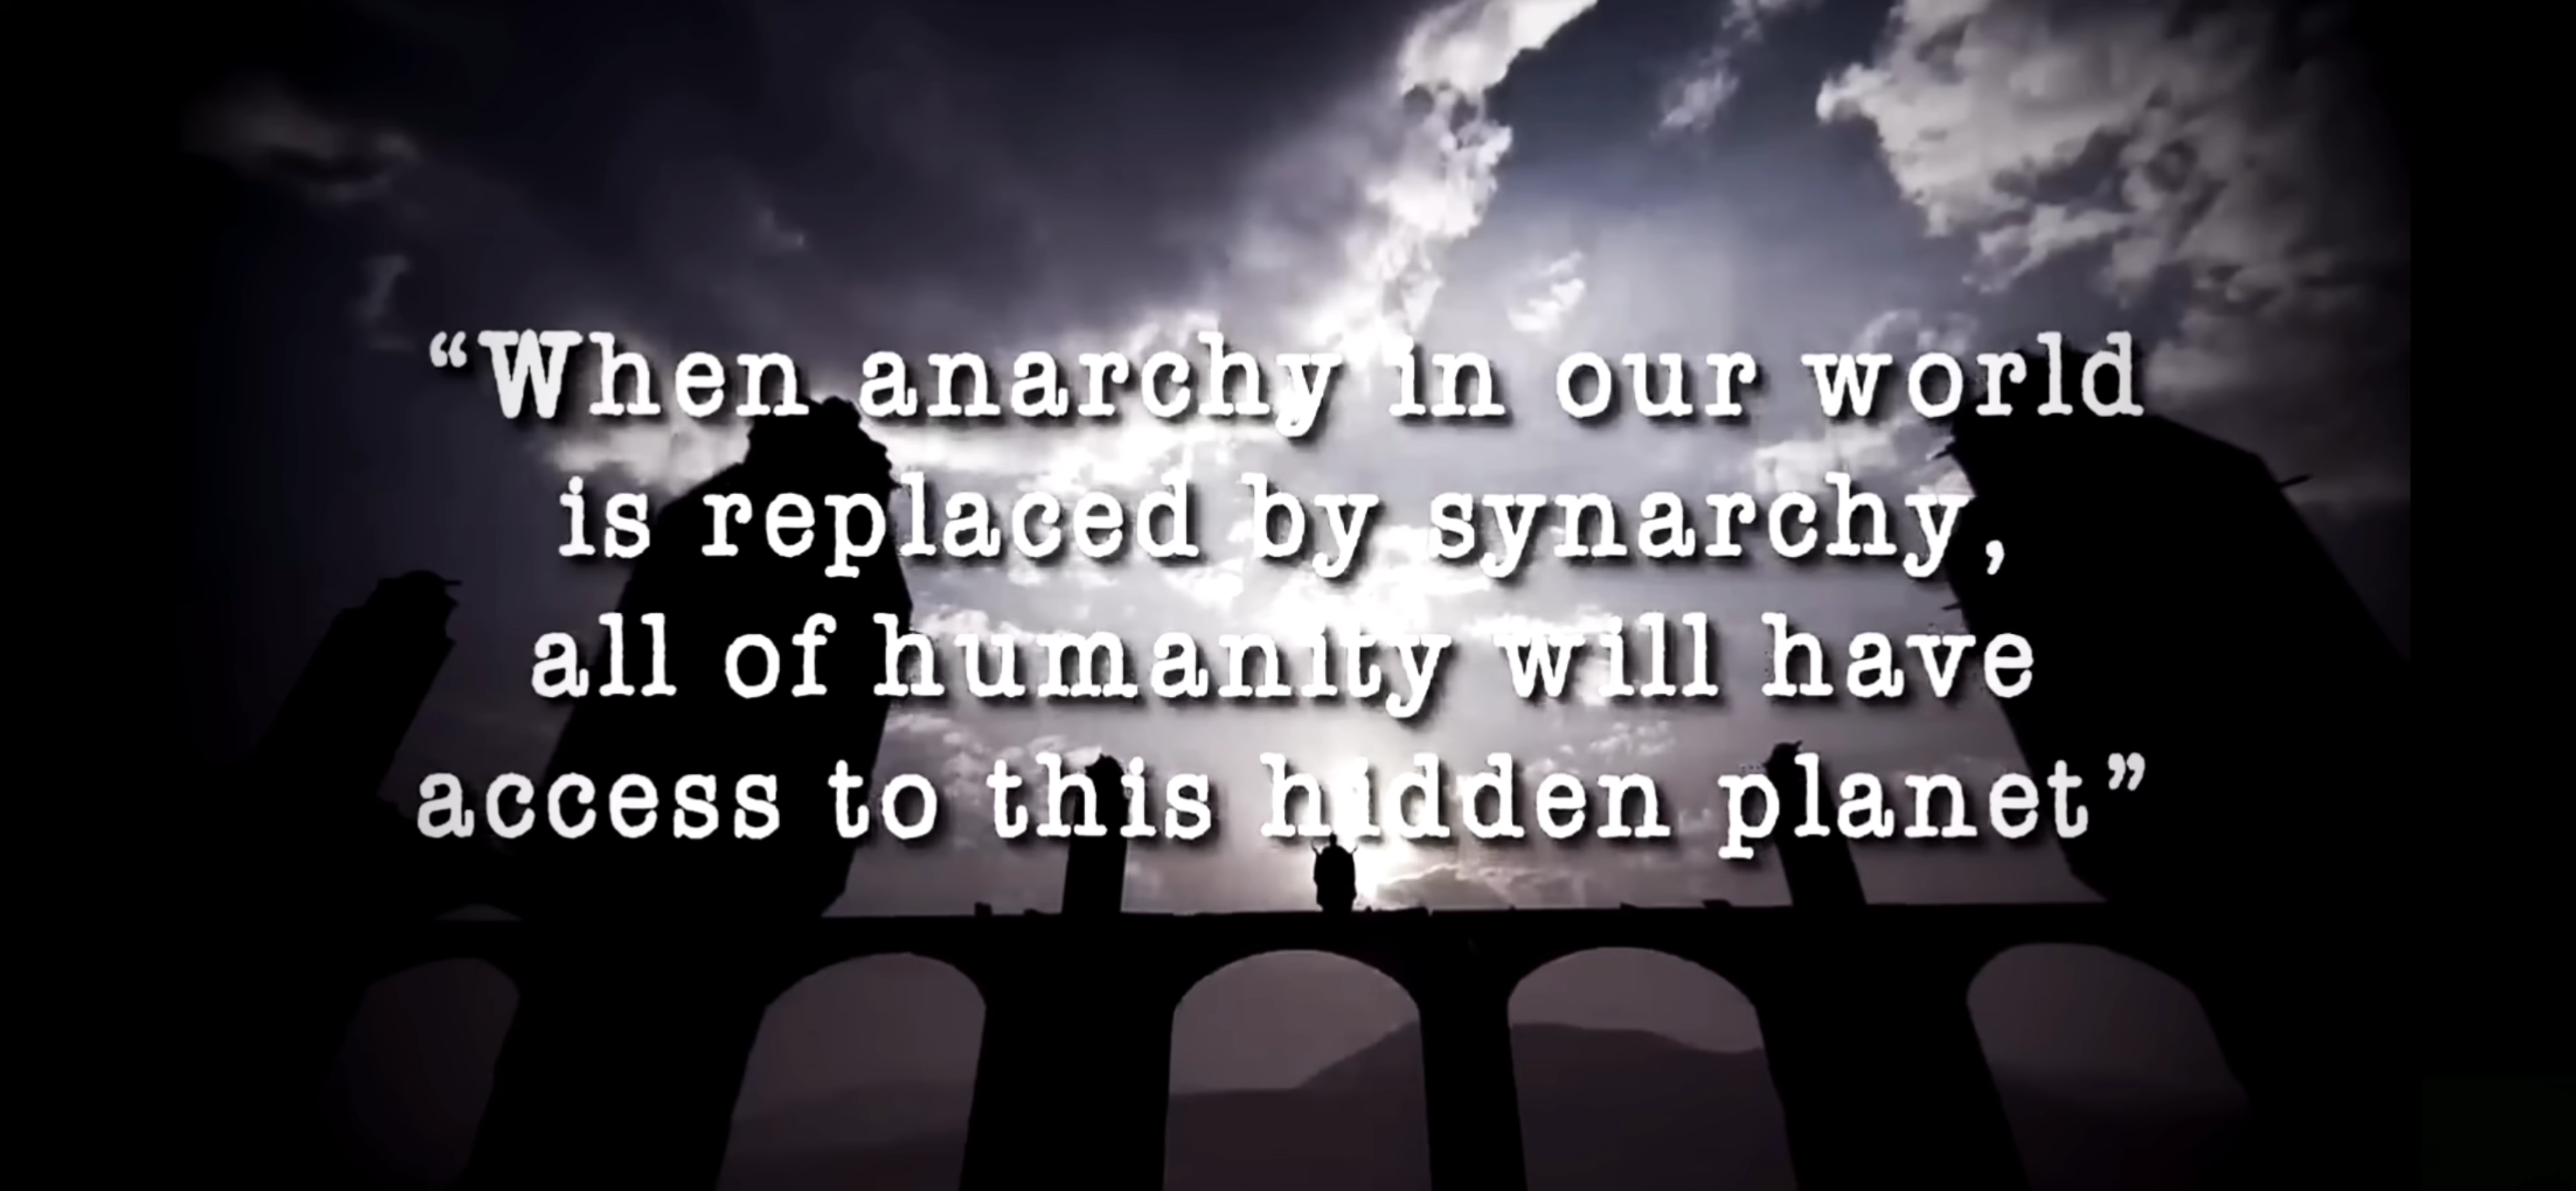 “When anarchy in our world
is replaced by synarchy,
all of humanity will have
access to this hidden planet”